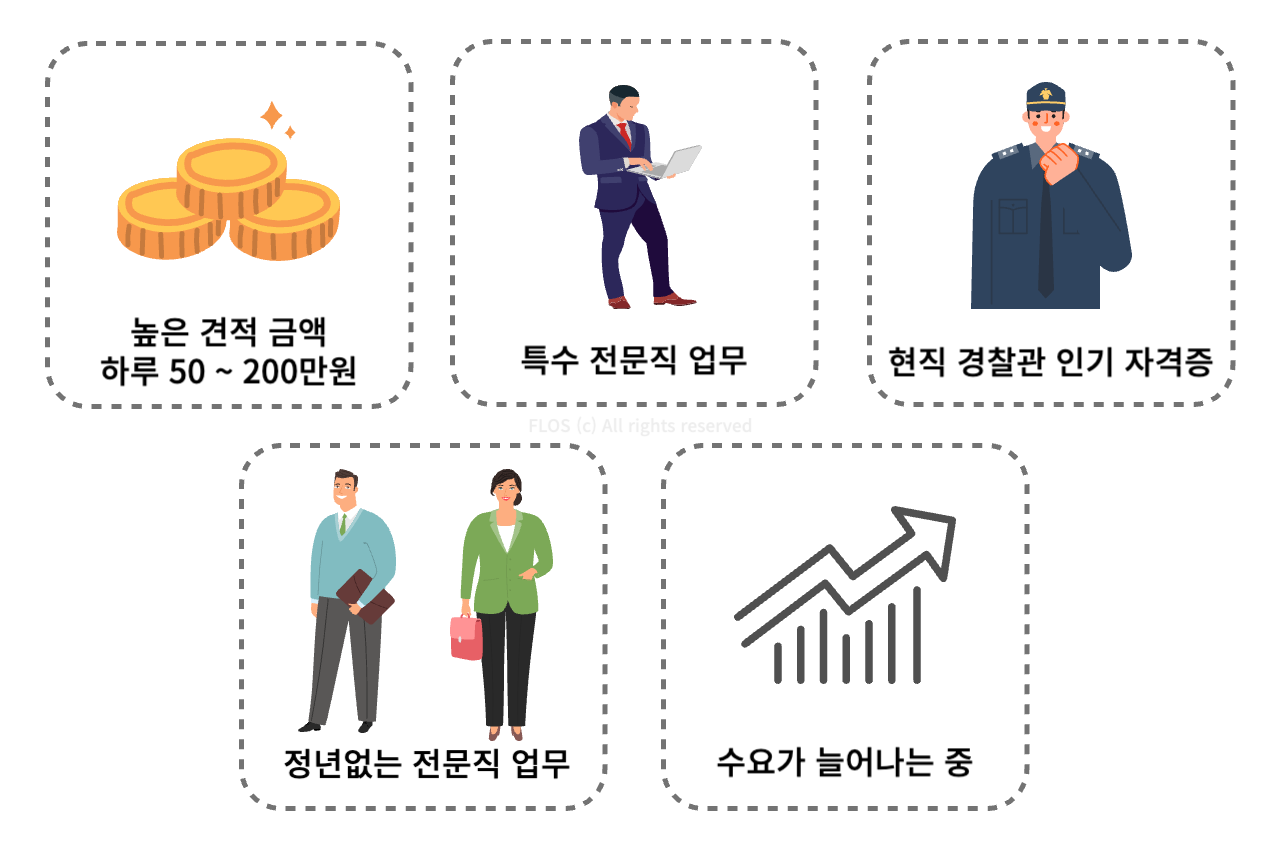 높은 견적 금액
하루 50 ~ 200만원
특수 전문직 업무
현직 경찰관 인기 자격증
FLOS (c) All rights reserved
정년없는 전문직 업무
수요가 늘어나는 중